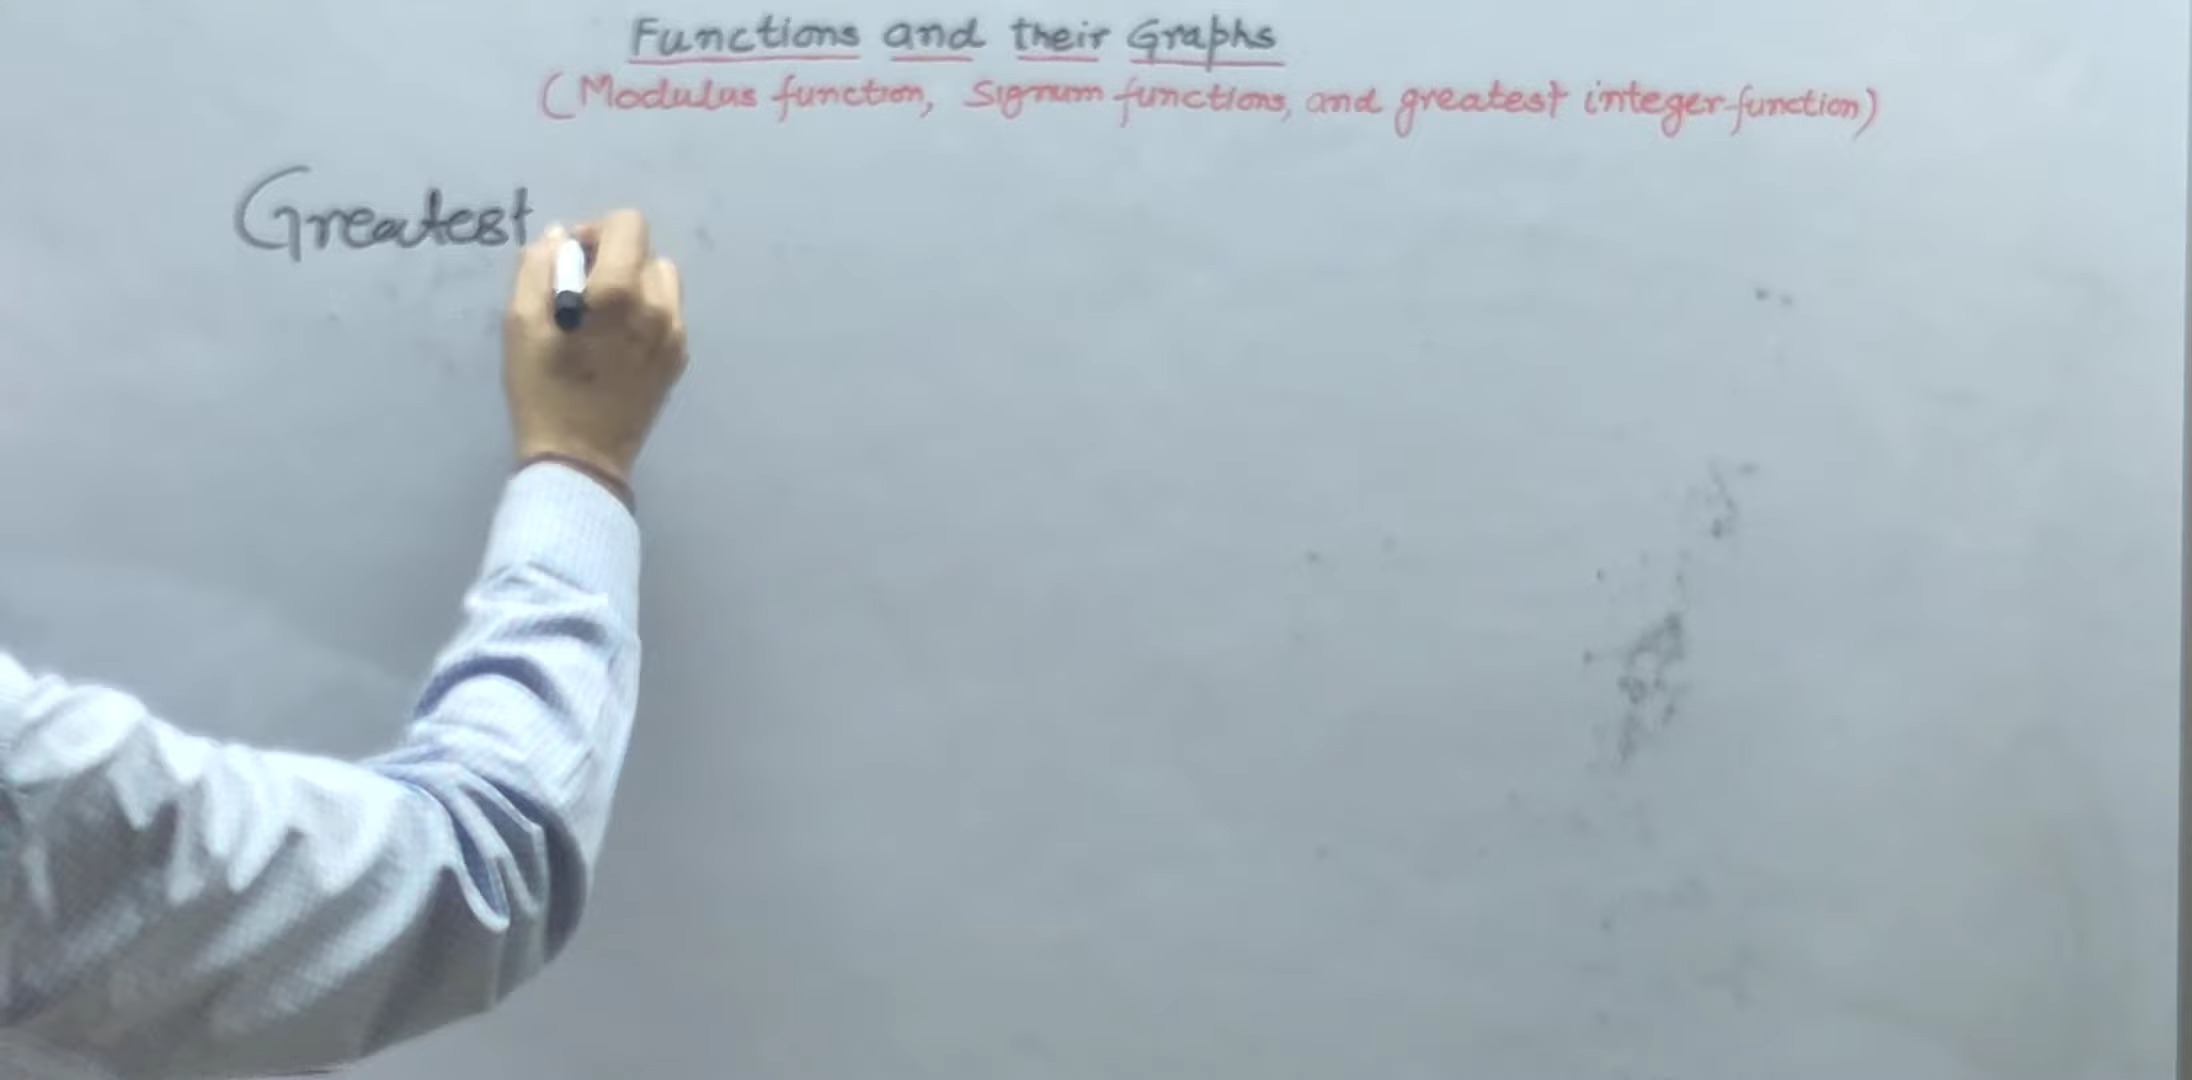 Functions and their Graphs
(Modulus function, Signum functions, and greatest integer function)
Greatest